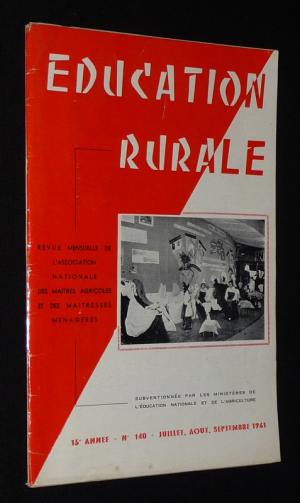 EDUCATION
RURALE
REVUE MENSUELLE DE
L'ASSOCIATION
NATIONALE
DES MAITRES AGRICOLES
ET DES MAITRESSES
MENAGÈRES
SUBVENTIONNÉE PAR LES MINISTÈRES DE
L'ÉDUCATION NATIONALE ET DE L'AGRICULTURE
15e ANNÉE - N° 140 - JUILLET, AOUT, SEPTEMBRE 1961